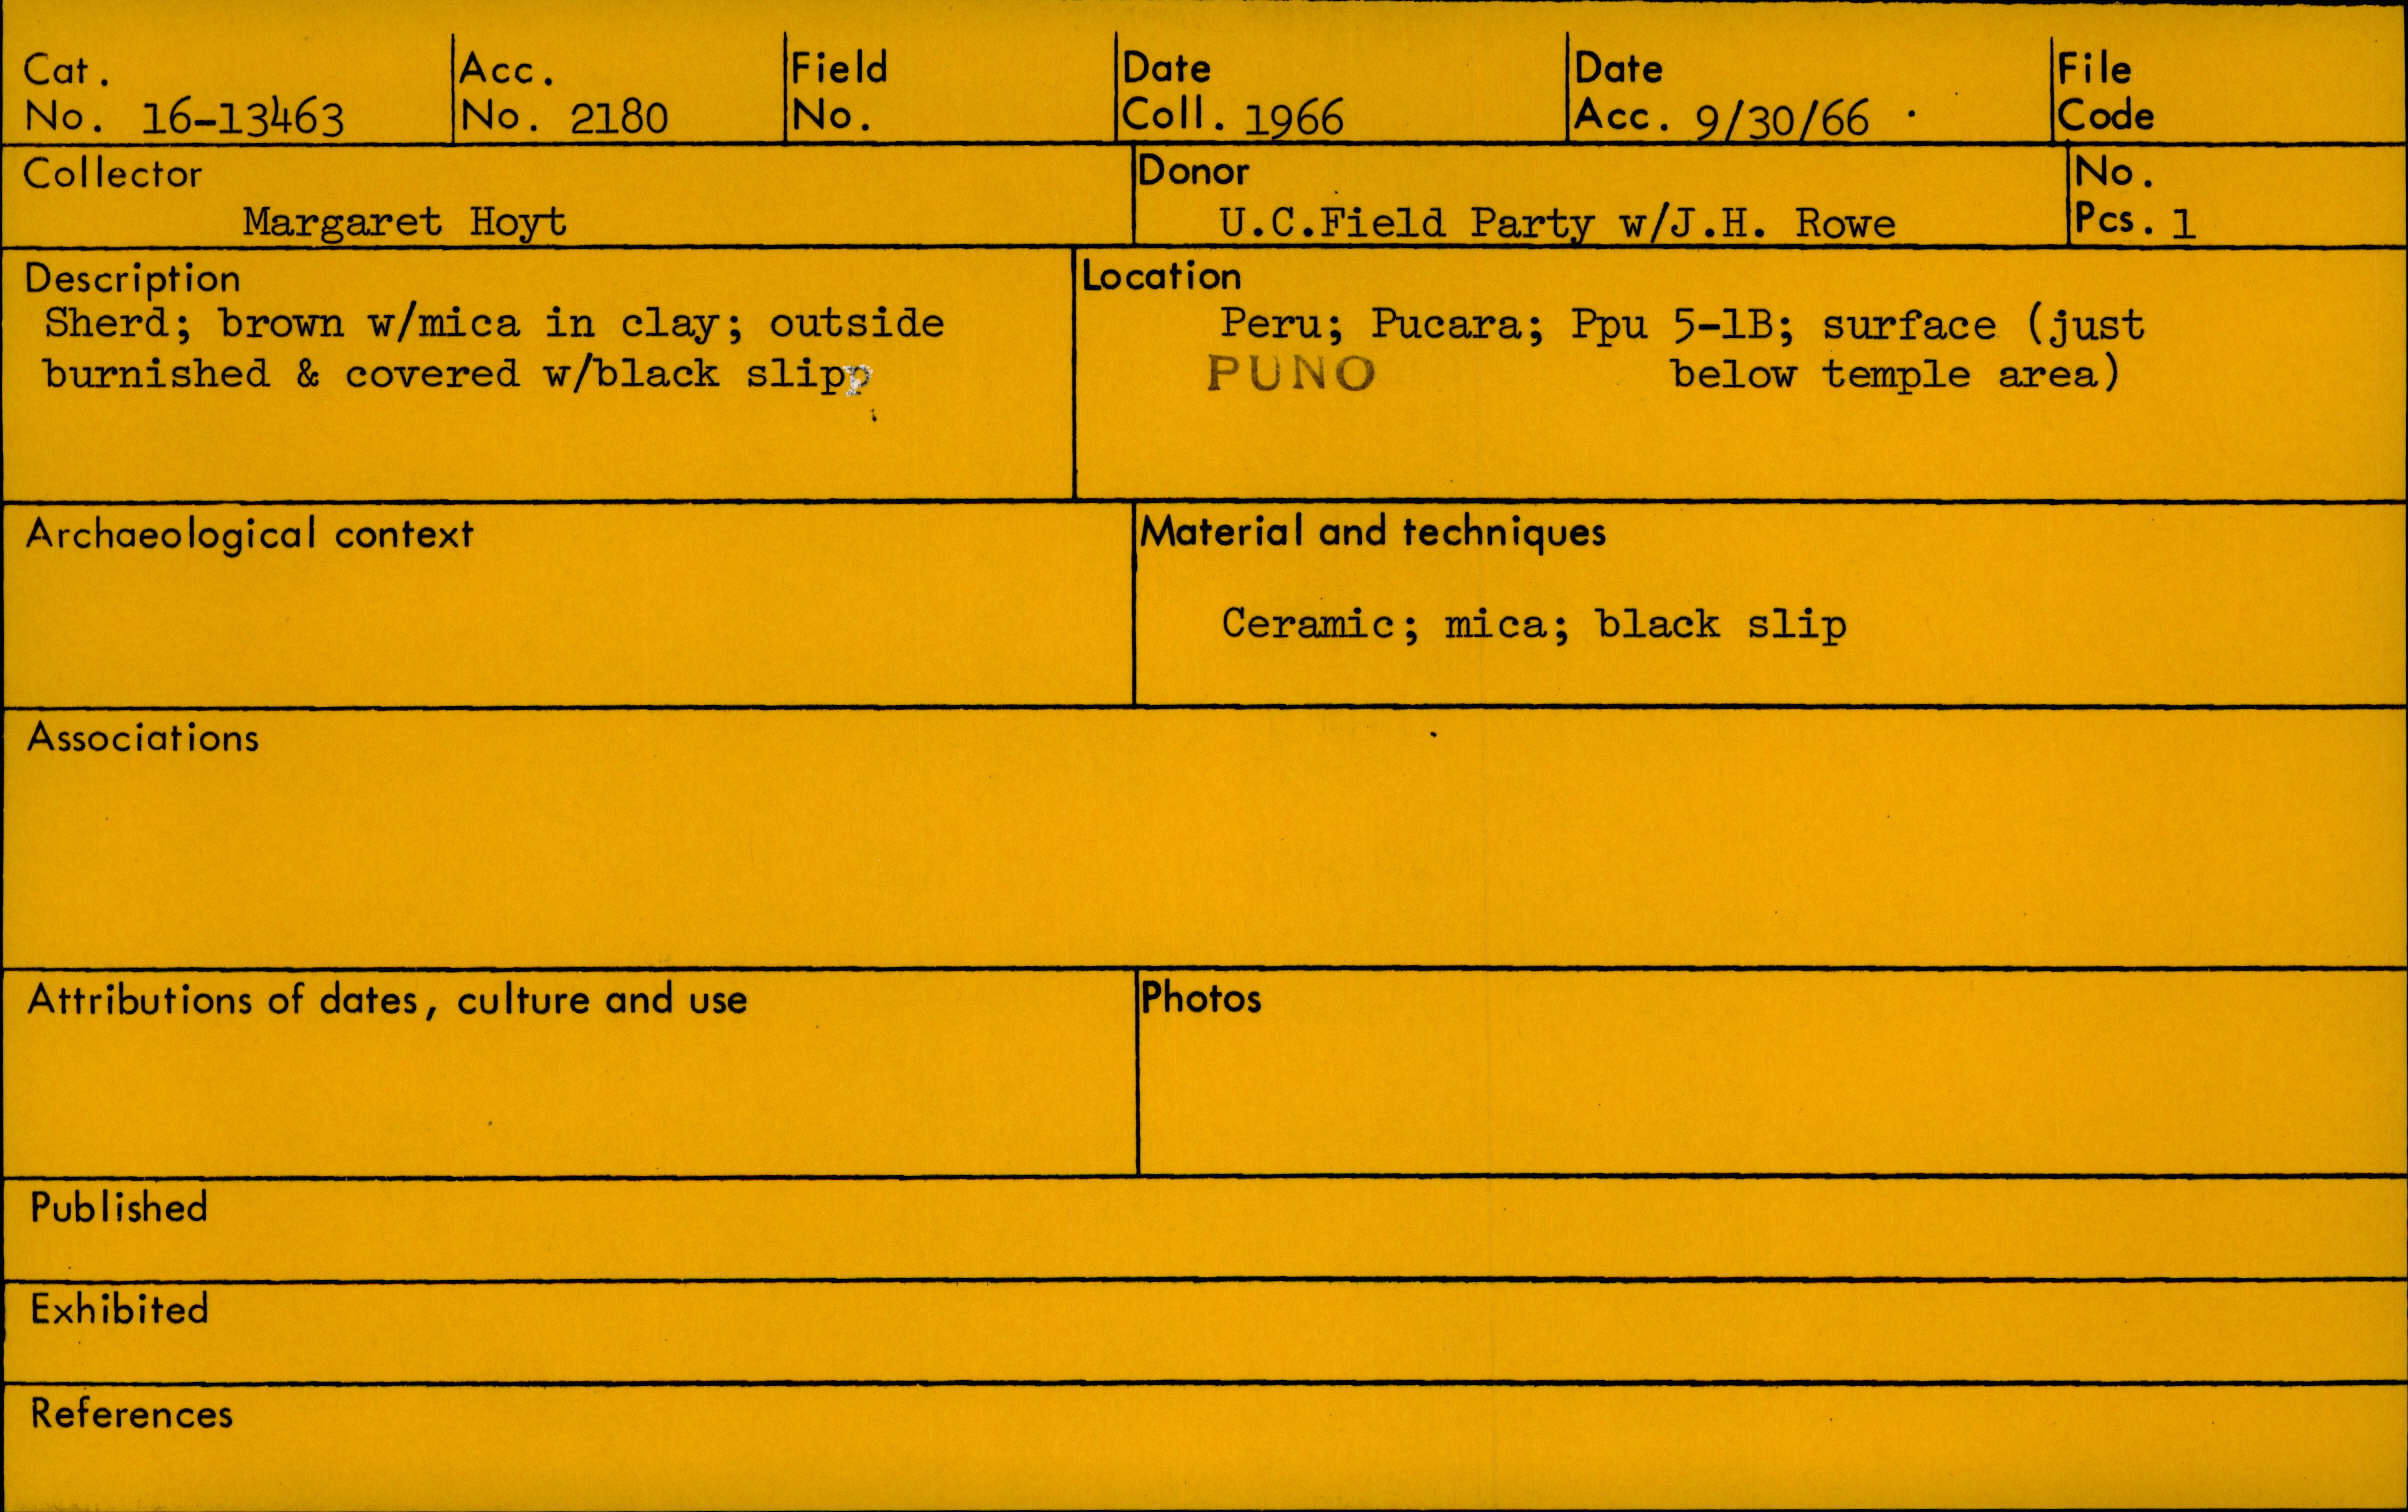 Cat. Acc. Field Date Date File
No. 16-13463 No. 2180 No. Coll. 1966 Acc. 9/30/66 Code
Collector Donor No.
Margaret Hoyt U.C.Field Party w/J.H. Rowe Pcs. 1
Description
Sherd; brown w/mica in clay; outside
burnished & covered w/black slipp
Location
Peru; Pucara; Ppu 5-1B; surface (just
PUNO below temple area)
Archaeological context
Material and techniques
Ceramic; mica; black slip
Associations
Attributions of dates, culture and use
Photos
Published
Exhibited
References